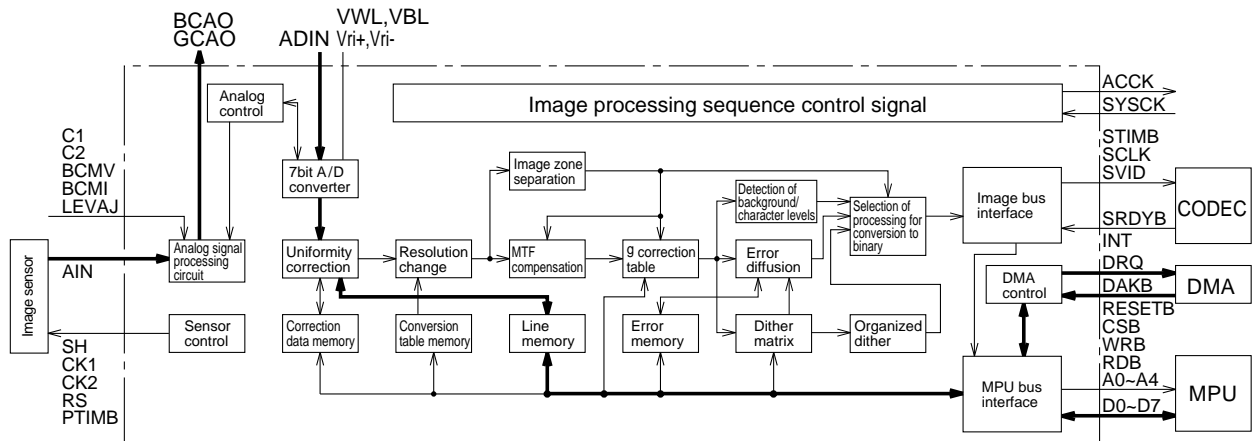 BCAO
GCAO
ADIN
VWL,VBL
Vri+,Vri-
Analog
control
Image processing sequence control signal
ACCK
SYSCK
C1
C2
BCMV
BCMI
LEVAJ
7bit A/D
converter
Image zone
separation
Detection of
background/
character levels
Selection of
processing for
conversion to
binary
Image bus
interface
STIMB
SCLK
SVID
SRDYB
CODEC
Image sensor
AIN
Analog signal
processing
circuit
Uniformity
correction
Resolution
change
MTF
compensation
g correction
table
Error
diffusion
INT
DRQ
DAKB
DMA
control
DMA
Sensor
control
Correction
data memory
Conversion
table memory
Line
memory
Error
memory
Dither
matrix
Organized
dither
SH
CK1
CK2
RS
PTIMB
MPU bus
interface
RESETB
CSB
WRB
RDB
A0~A4
D0~D7
MPU